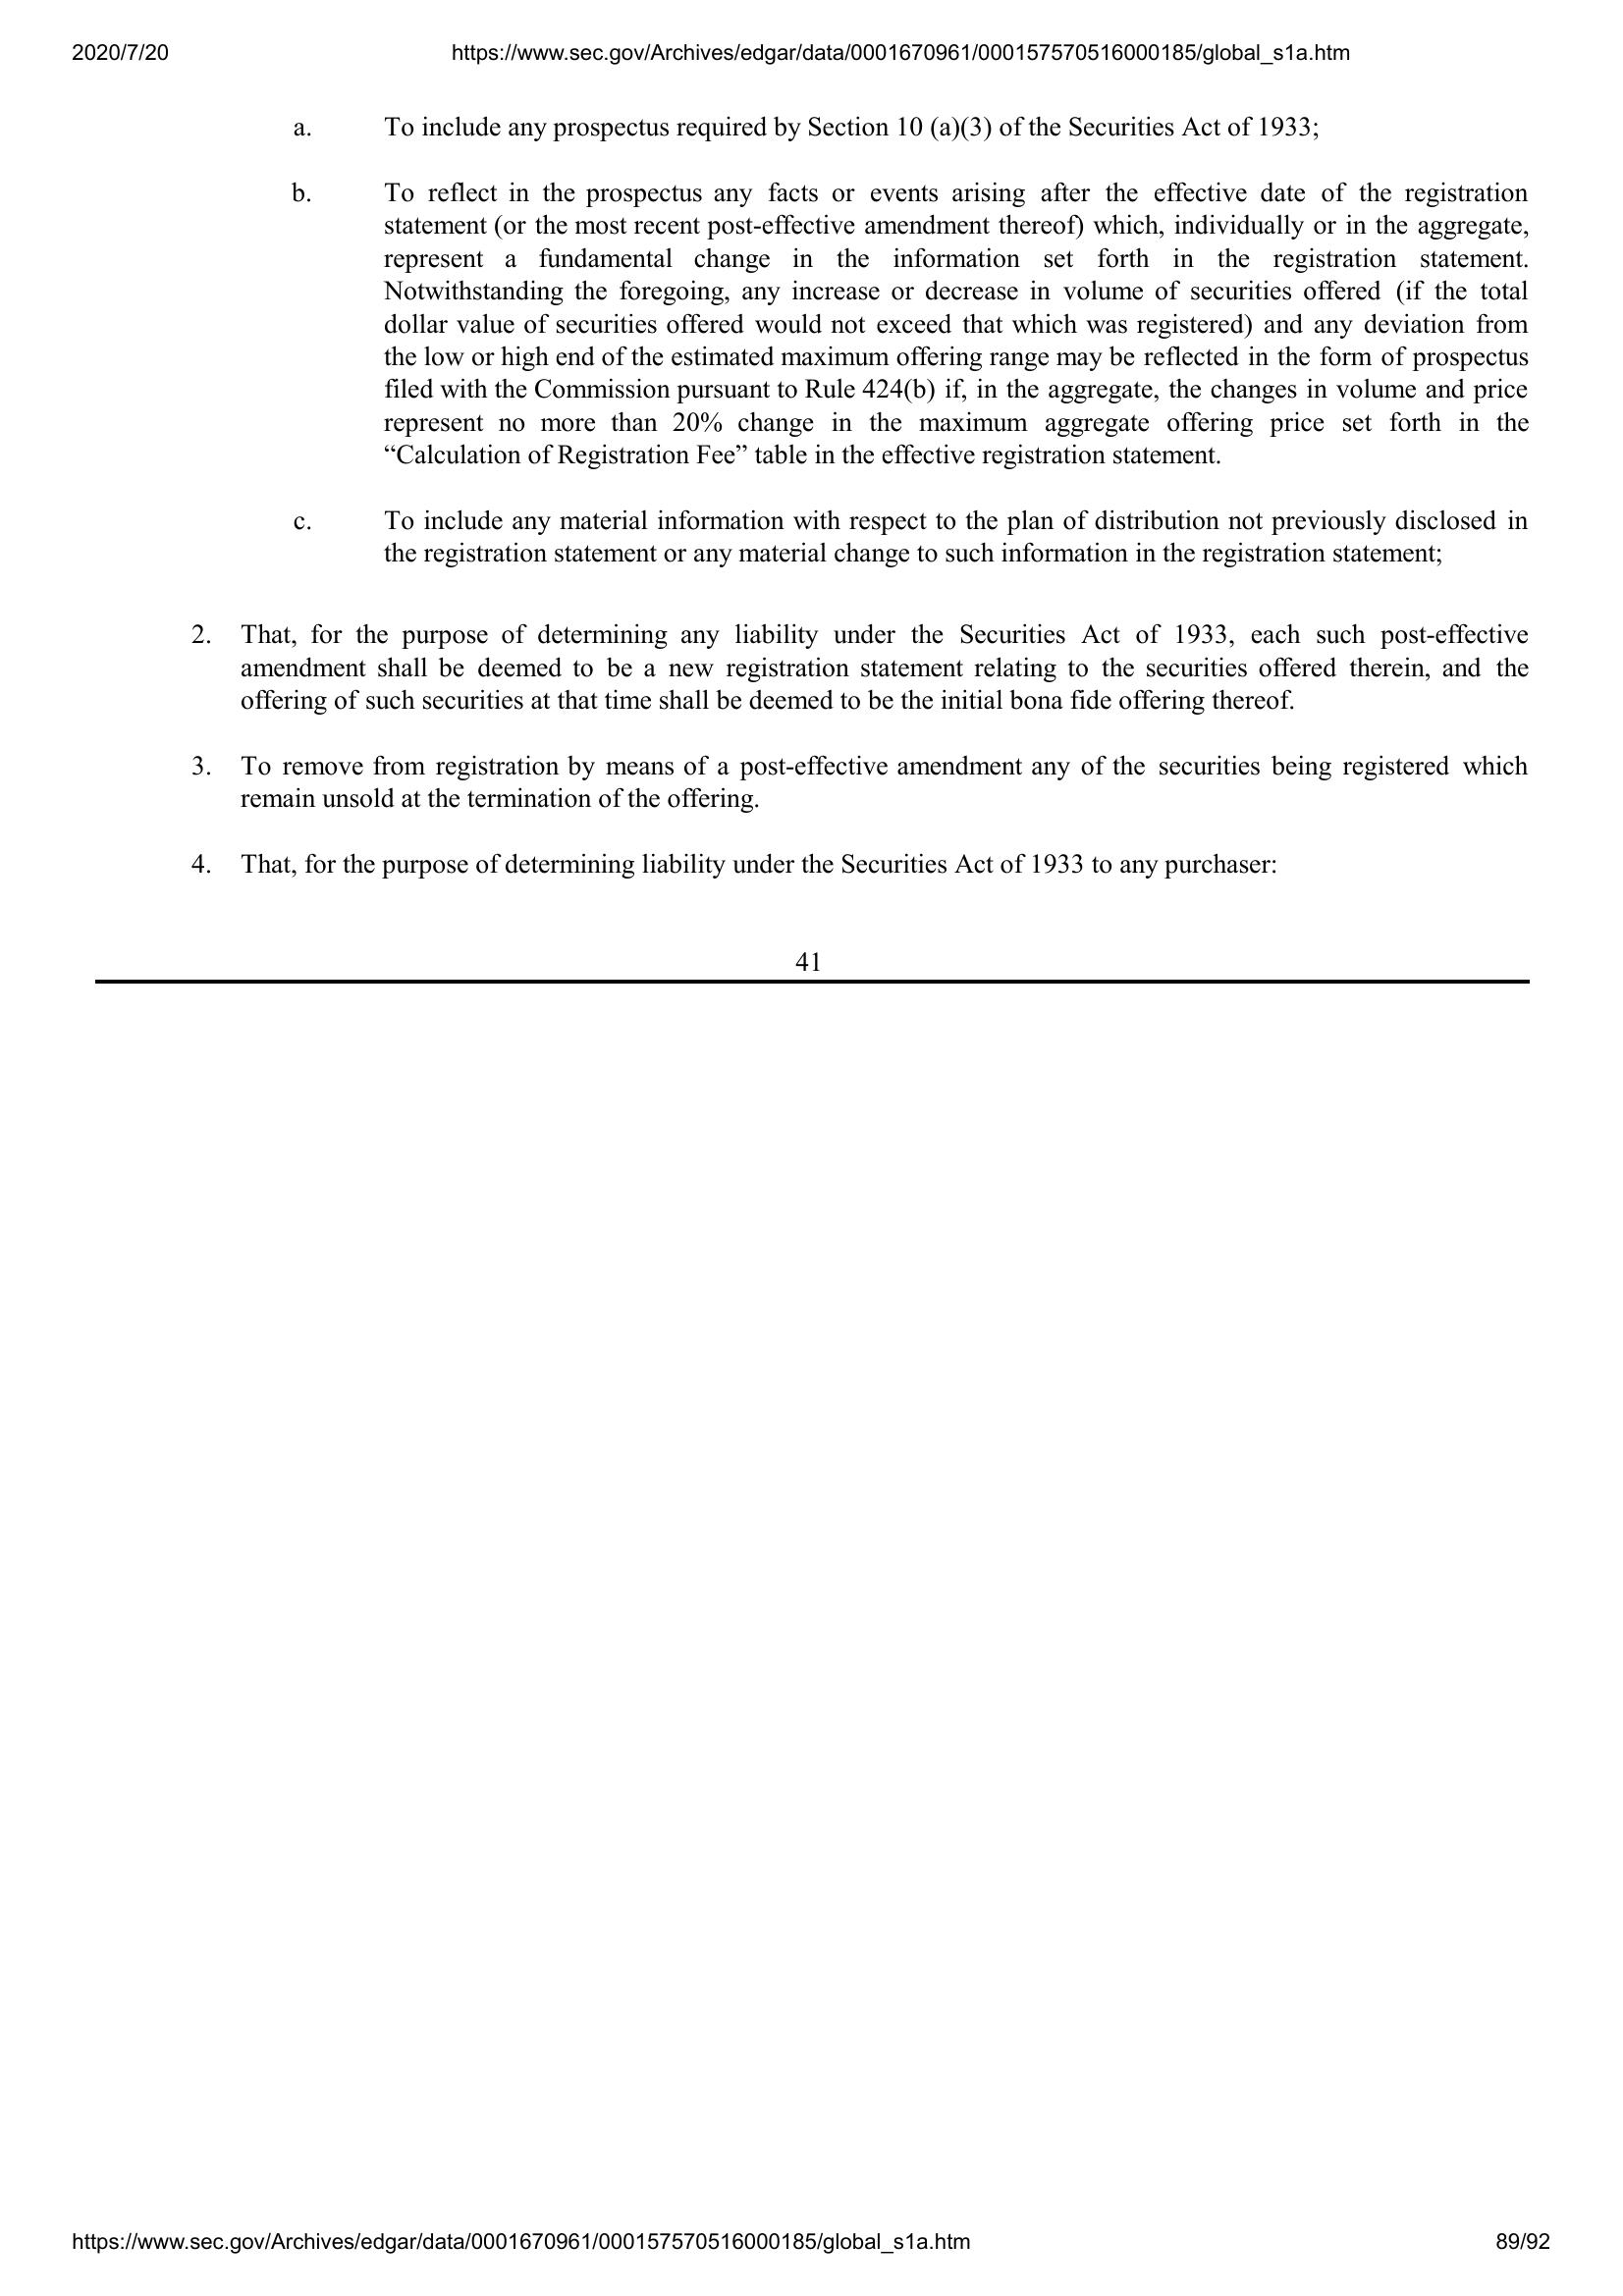 2020/7/20 https://www.sec.gov/Archives/edgar/data/0001670961/000157570516000185/global_s1a.htm
a. To include any prospectus required by Section 10 (a)(3) of the Securities Act of 1933;
b. To reflect in the prospectus any facts or events arising after the effective date of the registration
statement (or the most recent post-effective amendment thereof) which, individually or in the aggregate,
represent a fundamental change in the information set forth in the registration statement.
Notwithstanding the foregoing, any increase or decrease in volume of securities offered (if the total
dollar value of securities offered would not exceed that which was registered) and any deviation from
the low or high end of the estimated maximum offering range may be reflected in the form of prospectus
filed with the Commission pursuant to Rule 424(b) if, in the aggregate, the changes in volume and price
represent no more than 20% change in the maximum aggregate offering price set forth in the
“Calculation of Registration Fee” table in the effective registration statement.
c. To include any material information with respect to the plan of distribution not previously disclosed in
the registration statement or any material change to such information in the registration statement;
2. That, for the purpose of determining any liability under the Securities Act of 1933, each such post-effective
amendment shall be deemed to be a new registration statement relating to the securities offered therein, and the
offering of such securities at that time shall be deemed to be the initial bona fide offering thereof.
3. To remove from registration by means of a post-effective amendment any of the securities being registered which
remain unsold at the termination of the offering.
4. That, for the purpose of determining liability under the Securities Act of 1933 to any purchaser:
41
https://www.sec.gov/Archives/edgar/data/0001670961/000157570516000185/global_s1a.htm 89/92